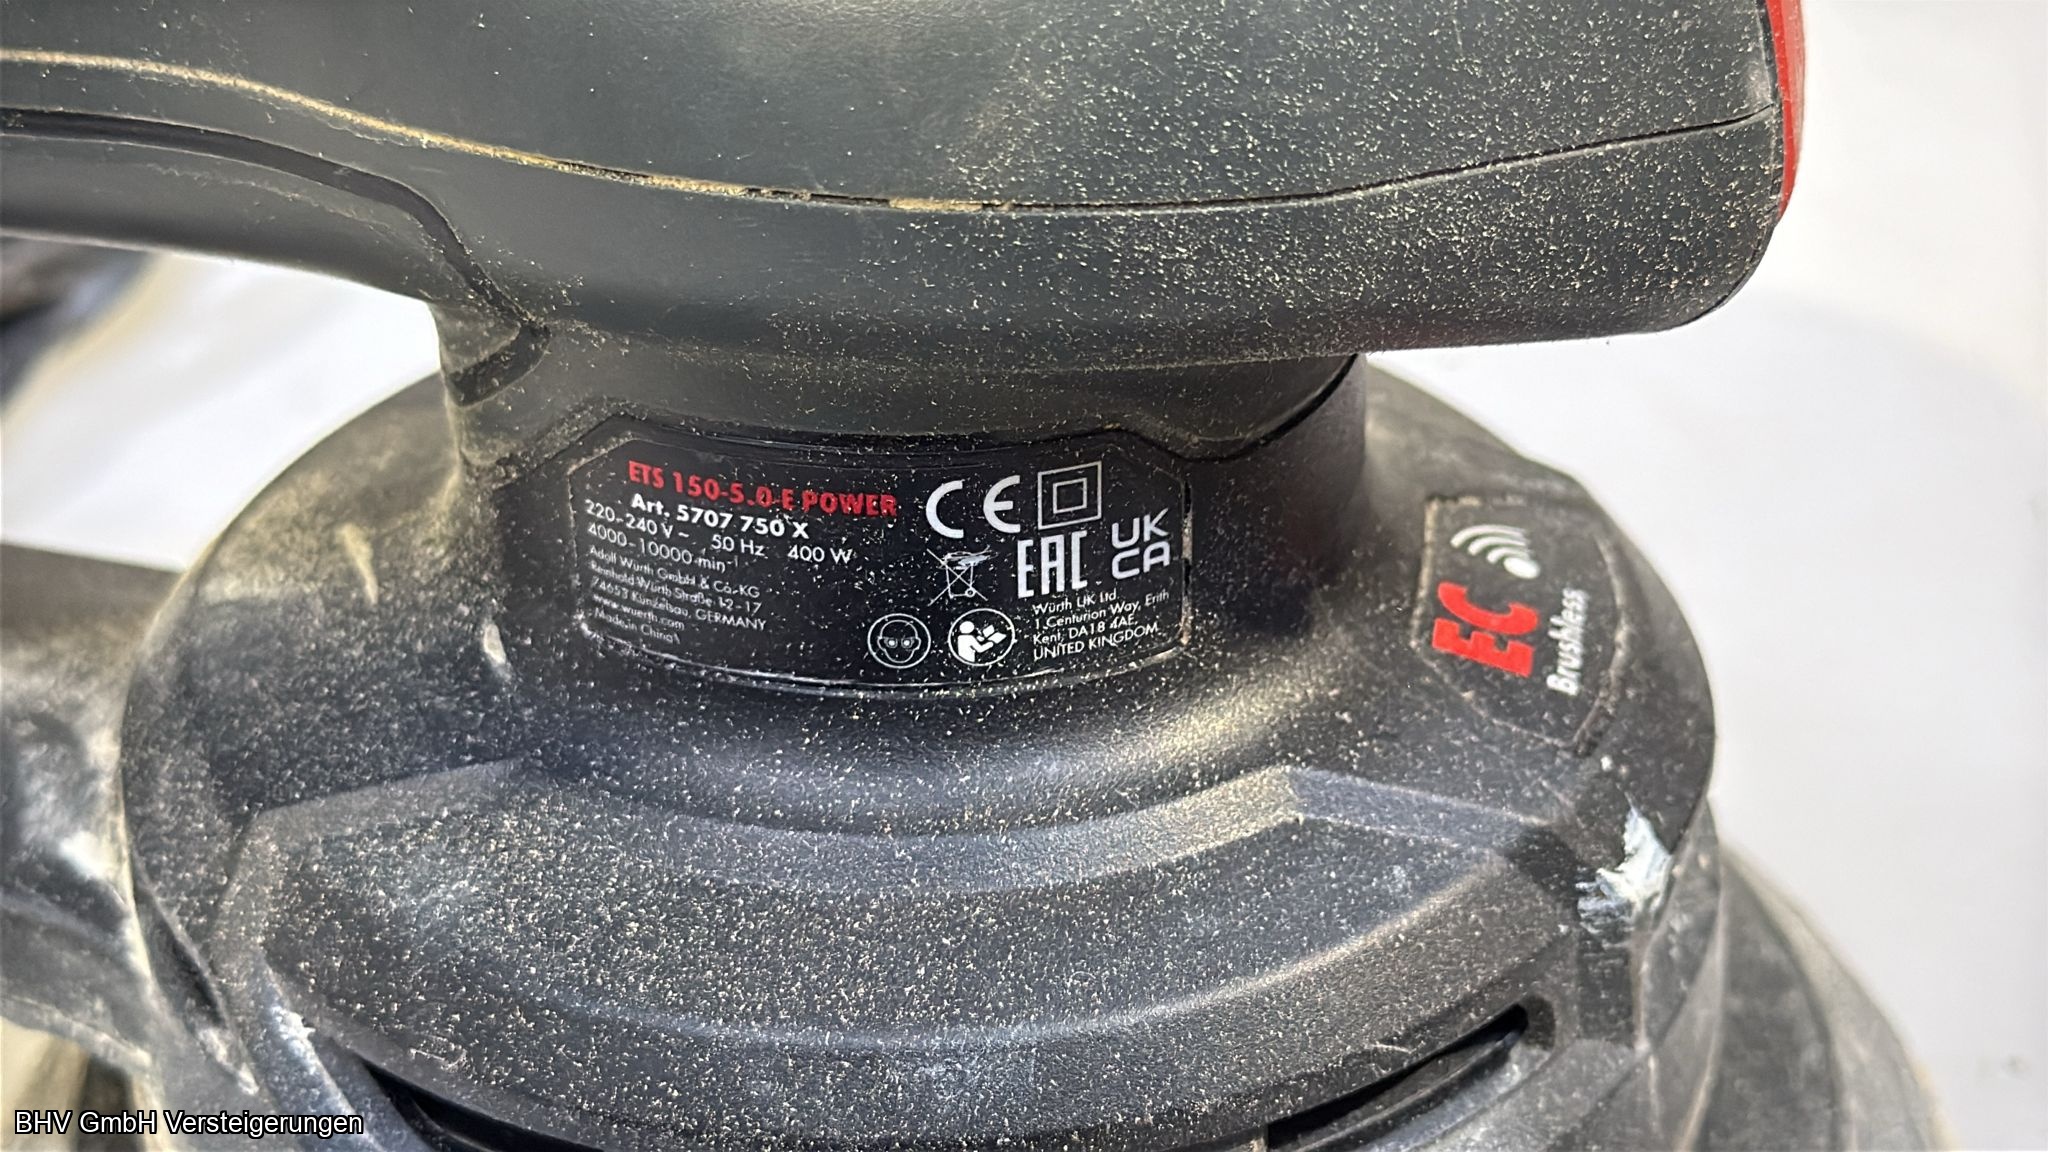 ETS 150-5.0-E POWER
Art. 5707 750 X
220-240 V~ 50 Hz 400 W
4000-10000 min⁻¹
Adolf Würth GmbH & Co. KG
Reinhold-Würth-Straße 12 - 17
74653 Künzelsau, GERMANY
www.wuerth.com
Made in China
CE
EAC
UK
CA
Würth UK Ltd.
1 Centurion Way, Erith
Kent, DA18 4AE,
UNITED KINGDOM
EC
Brushless
BHV GmbH Versteigerungen